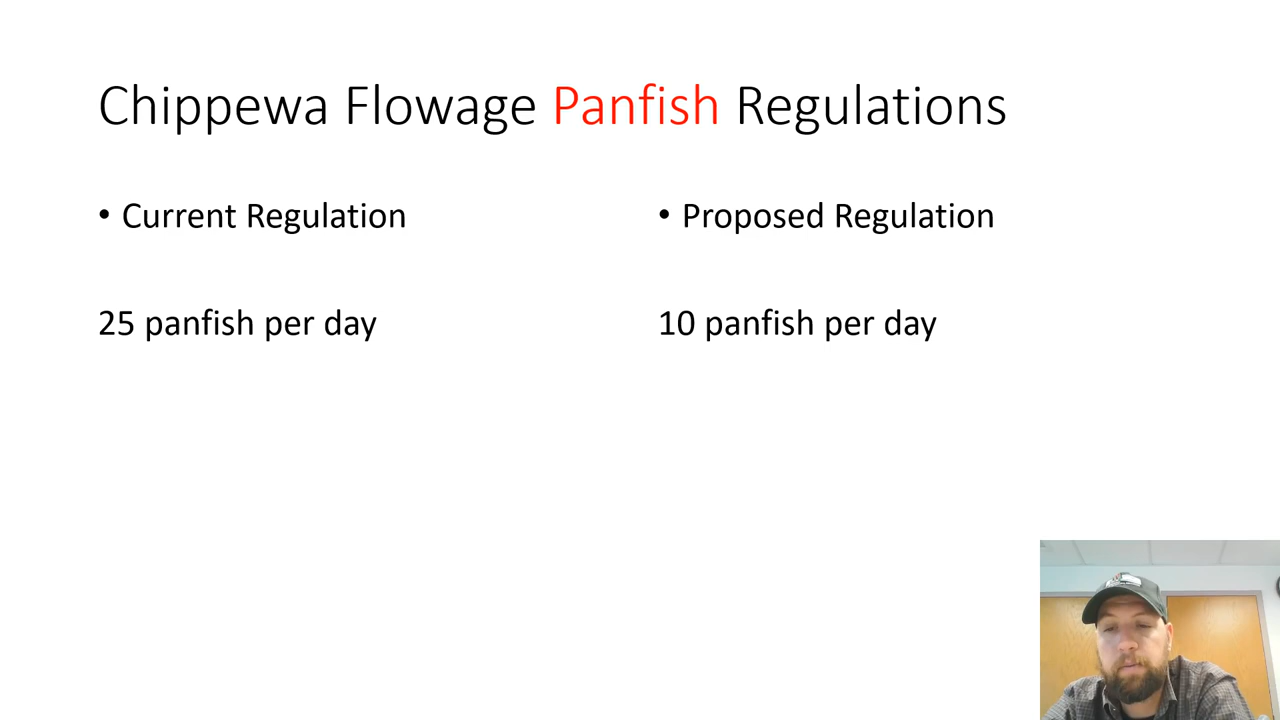 Chippewa Flowage Panfish Regulations
• Current Regulation
25 panfish per day
• Proposed Regulation
10 panfish per day